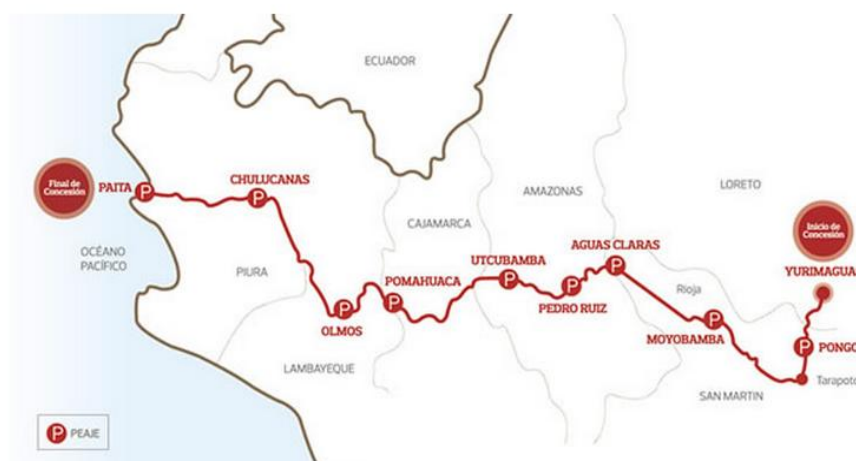 ECUADOR
Final de
Concesión
PAITA
P
CHULUCANAS
P
AMAZONAS
LORETO
CAJAMARCA
Inicio de
Concesión
OCÉANO
PACÍFICO
PIURA
UTCUBAMBA
P
AGUAS CLARAS
P
YURIMAGUA
POMAHUACA
P
PEDRO RUIZ
P
Rioja
OLMOS
P
MOYOBAMBA
P
PONGO
P
LAMBAYEQUE
SAN MARTIN
Tarapoto
P PEAJE